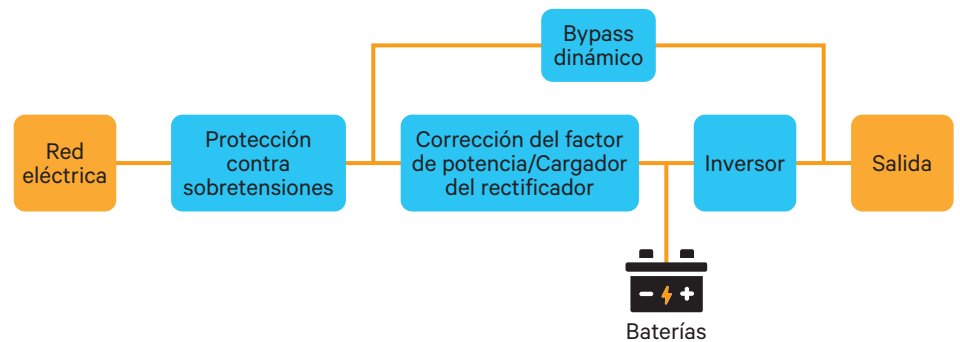 Bypass
dinámico
Red
eléctrica
Protección
contra
sobretensiones
Corrección del factor
de potencia/Cargador
del rectificador
Inversor
Salida
Baterías